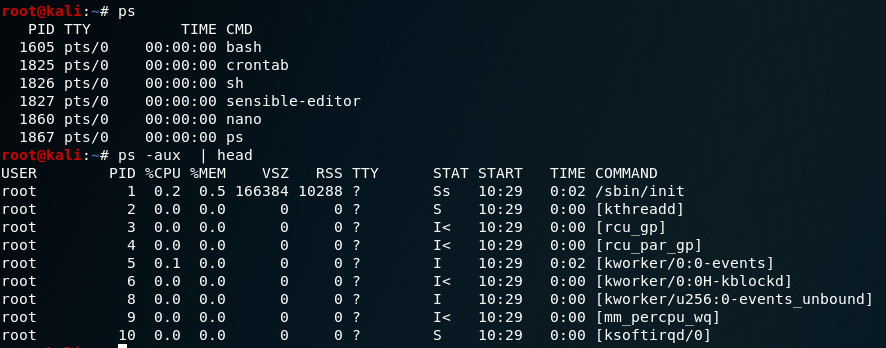 root@kali:~# ps
    PID TTY          TIME CMD
   1605 pts/0    00:00:00 bash
   1825 pts/0    00:00:00 crontab
   1826 pts/0    00:00:00 sh
   1827 pts/0    00:00:00 sensible-editor
   1860 pts/0    00:00:00 nano
   1867 pts/0    00:00:00 ps
root@kali:~# ps -aux  | head
USER         PID %CPU %MEM    VSZ   RSS TTY      STAT START   TIME COMMAND
root           1  0.2  0.5 166384 10288 ?        Ss   10:29   0:02 /sbin/init
root           2  0.0  0.0      0     0 ?        S    10:29   0:00 [kthreadd]
root           3  0.0  0.0      0     0 ?        I<   10:29   0:00 [rcu_gp]
root           4  0.0  0.0      0     0 ?        I<   10:29   0:00 [rcu_par_gp]
root           5  0.1  0.0      0     0 ?        I    10:29   0:02 [kworker/0:0-events]
root           6  0.0  0.0      0     0 ?        I<   10:29   0:00 [kworker/0:0H-kblockd]
root           8  0.0  0.0      0     0 ?        I    10:29   0:00 [kworker/u256:0-events_unbound]
root           9  0.0  0.0      0     0 ?        I<   10:29   0:00 [mm_percpu_wq]
root          10  0.0  0.0      0     0 ?        S    10:29   0:00 [ksoftirqd/0]